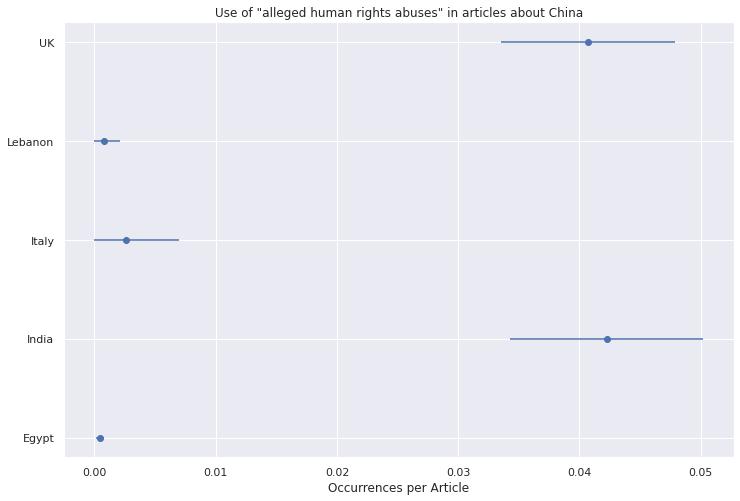 Use of "alleged human rights abuses" in articles about China
UK
Lebanon
Italy
India
Egypt
0.00 0.01 0.02 0.03 0.04 0.05
Occurrences per Article